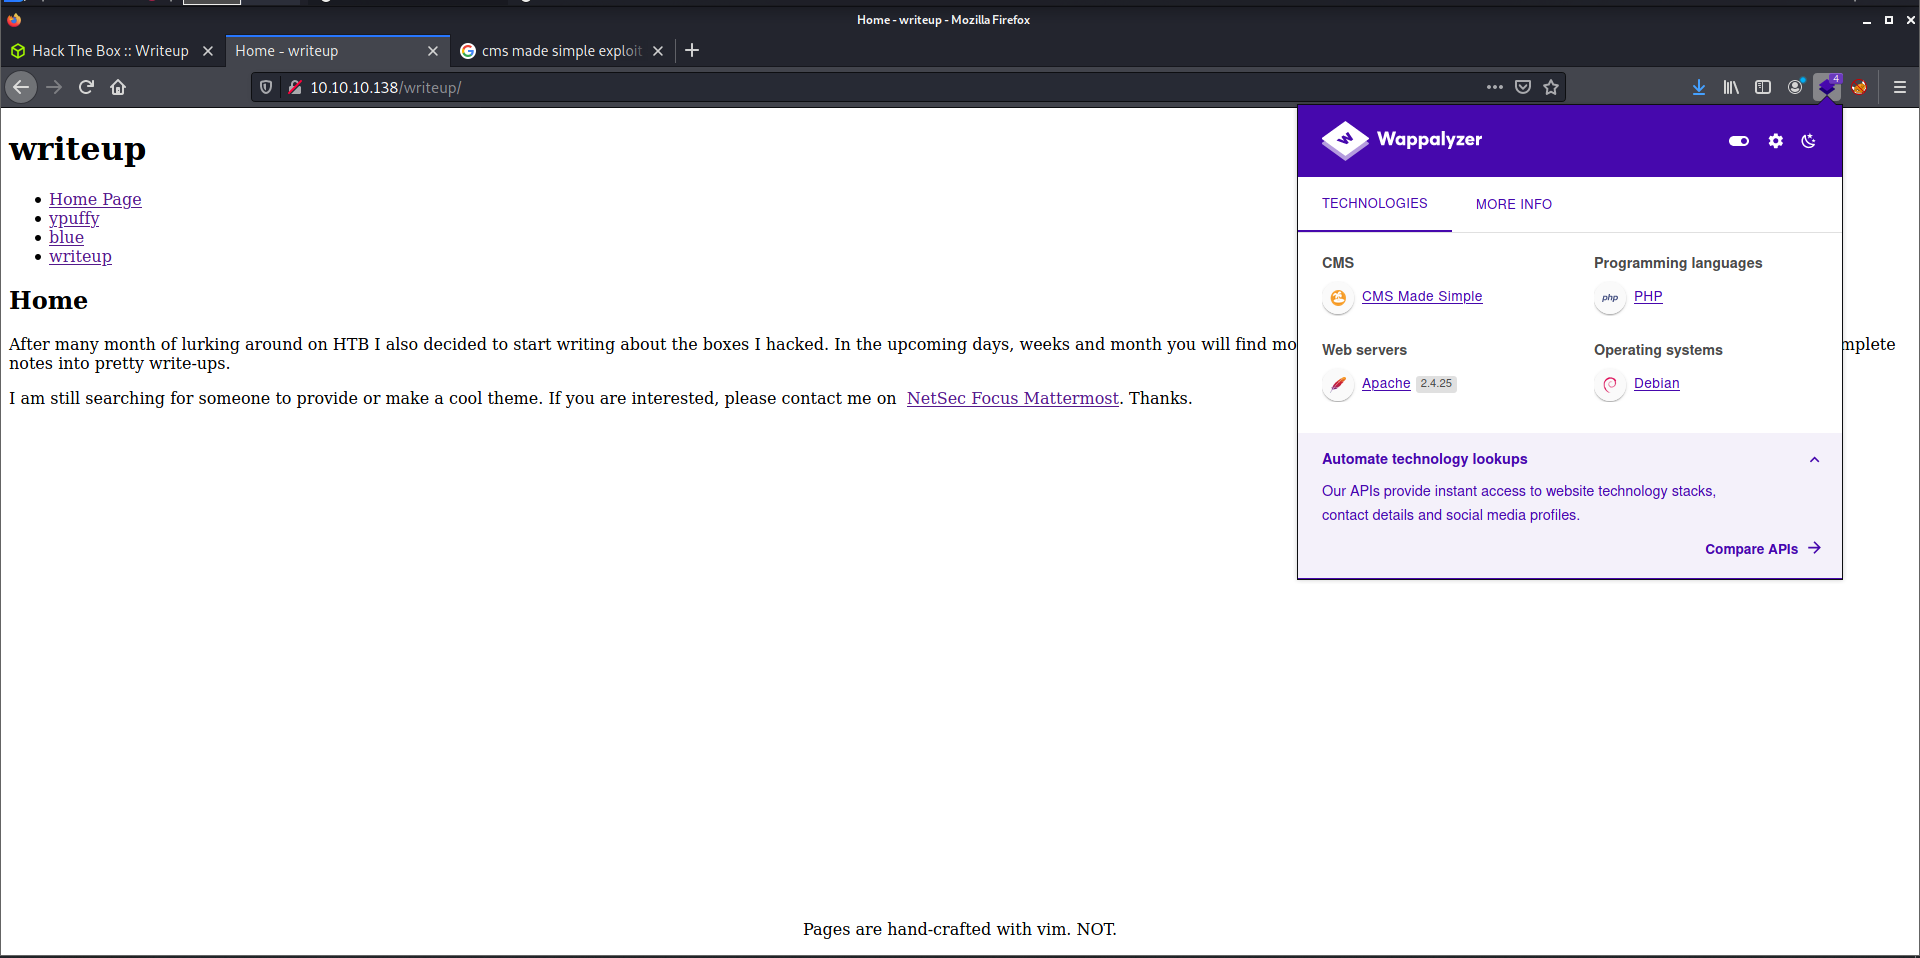 Home - writeup - Mozilla Firefox
Hack The Box :: Writeup
Home - writeup
cms made simple exploit
10.10.10.138/writeup/
4
writeup
Home Page
ypuffy
blue
writeup
Home
After many month of lurking around on HTB I also decided to start writing about the boxes I hacked. In the upcoming days, weeks and month you will find mo mplete
notes into pretty write-ups.
I am still searching for someone to provide or make a cool theme. If you are interested, please contact me on NetSec Focus Mattermost. Thanks.
Pages are hand-crafted with vim. NOT.
Wappalyzer
TECHNOLOGIES MORE INFO
CMS
CMS Made Simple
Programming languages
php PHP
Web servers
Apache 2.4.25
Operating systems
Debian
Automate technology lookups
Our APIs provide instant access to website technology stacks,
contact details and social media profiles.
Compare APIs